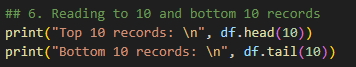 ## 6. Reading to 10 and bottom 10 records
print("Top 10 records: \n", df.head(10))
print("Bottom 10 records: \n", df.tail(10))